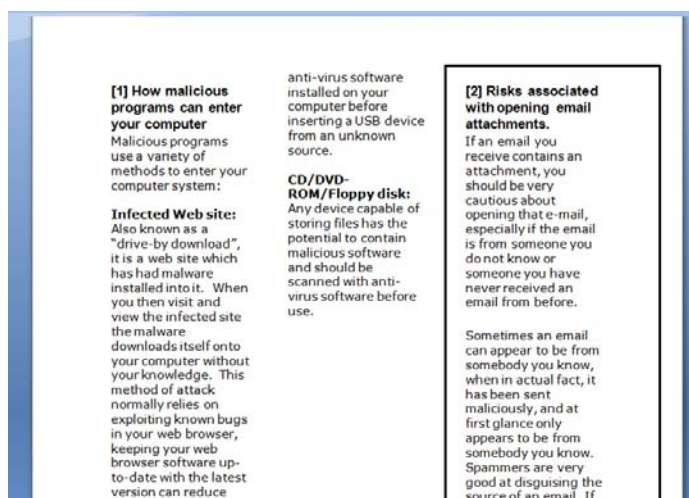 [1] How malicious
programs can enter
your computer
Malicious programs
use a variety of
methods to enter your
computer system:
Infected Web site:
Also known as a
"drive-by download",
it is a web site which
has had malware
installed into it. When
you then visit and
view the infected site
the malware
downloads itself onto
your computer without
your knowledge. This
method of attack
normally relies on
exploiting known bugs
in your web browser,
keeping your web
browser software up-
to-date with the latest
version can reduce
anti-virus software
installed on your
computer before
inserting a USB device
from an unknown
source.
CD/DVD-
ROM/Floppy disk:
Any device capable of
storing files has the
potential to contain
malicious software
and should be
scanned with anti-
virus software before
use.
[2] Risks associated
with opening email
attachments.
If an email you
receive contains an
attachment, you
should be very
cautious about
opening that e-mail,
especially if the email
is from someone you
do not know or
someone you have
never received an
email from before.
Sometimes an email
can appear to be from
somebody you know,
when in actual fact, it
has been sent
maliciously, and at
first glance only
appears to be from
somebody you know.
Spammers are very
good at disguising the
source of an email. If